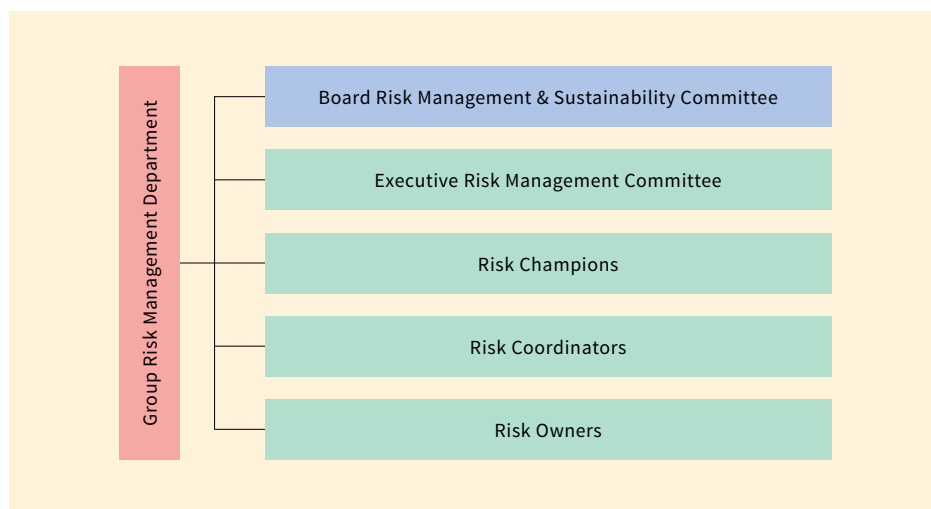 Group Risk Management Department
Board Risk Management & Sustainability Committee
Executive Risk Management Committee
Risk Champions
Risk Coordinators
Risk Owners